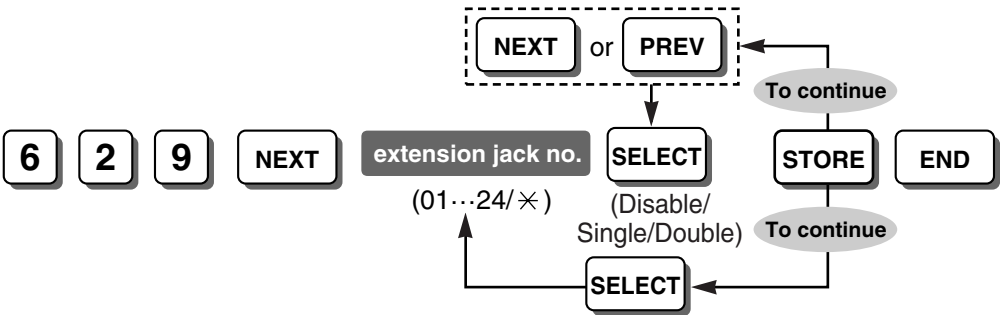 NEXT or PREV
To continue
6 2 9 NEXT extension jack no. SELECT STORE END
(01···24/✳)
(Disable/
Single/Double)
To continue
SELECT